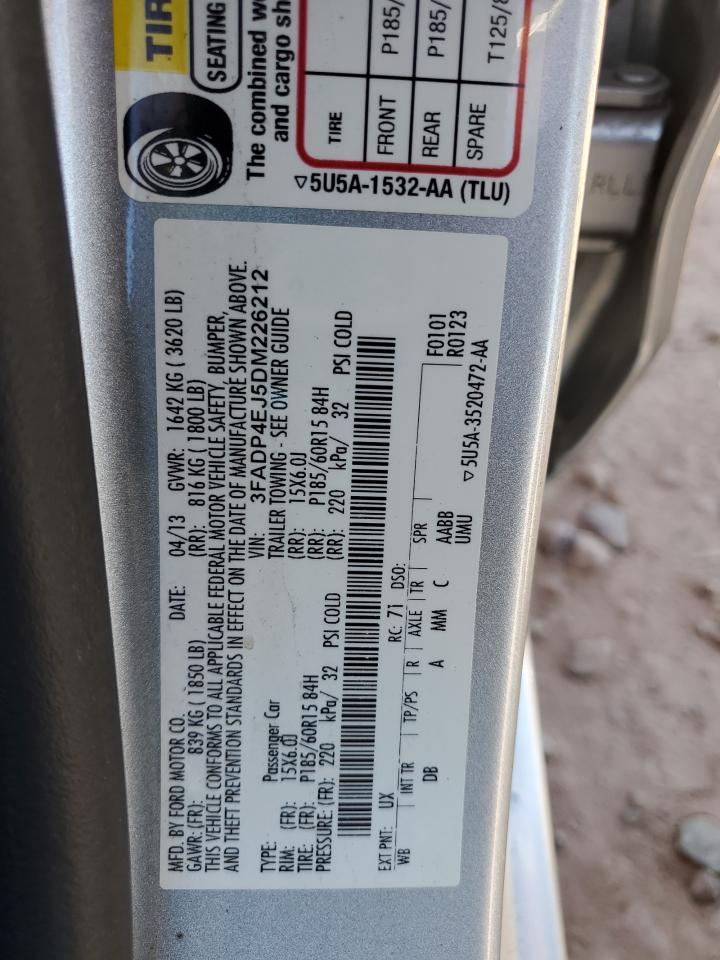 MFD. BY FORD MOTOR CO. DATE: 04/13 GVWR: 1642 KG ( 3620 LB)
GAWR: (FR): 839 KG ( 1850 LB) (RR): 816 KG ( 1800 LB)
THIS VEHICLE CONFORMS TO ALL APPLICABLE FEDERAL MOTOR VEHICLE SAFETY, BUMPER,
AND THEFT PREVENTION STANDARDS IN EFFECT ON THE DATE OF MANUFACTURE SHOWN ABOVE.
VIN: 3FADP4EJ5DM226212
TYPE: Passenger Car TRAILER TOWING - SEE OWNER GUIDE
RIM: (FR): 15X6.0J (RR): 15X6.0J
TIRE: (FR): P185/60R15 84H (RR): P185/60R15 84H
PRESSURE: (FR): 220 kPa/ 32 PSI COLD (RR): 220 kPa/ 32 PSI COLD
EXT PNT: UX RC: 71 DSO: F0101
WB INT TR TP/PS R AXLE TR SPR R0123
DB A MM C AABB
UMU
▽5U5A-3520472-AA
TIR
SEATING
The combined
and cargo
TIRE
FRONT P185/
REAR P185/
SPARE T125/8
▽5U5A-1532-AA (TLU)